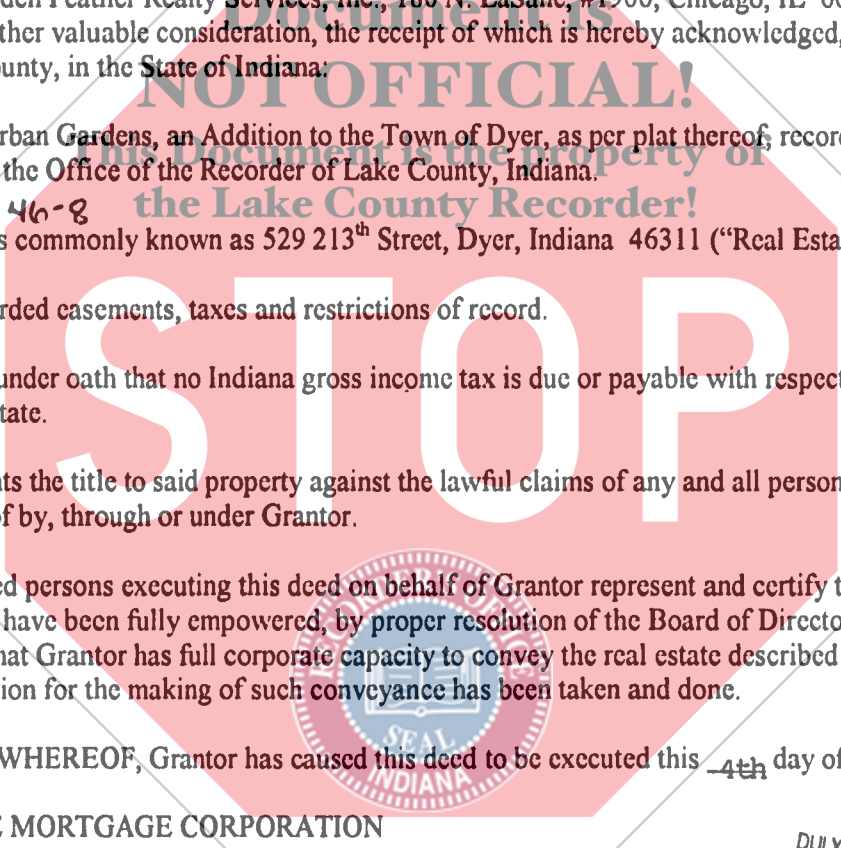 Feather Realty Services, Inc., 180 N. LaSalle, #1900, Chicago, IL
Document is
ther valuable consideration, the receipt of which is hereby acknowledged,
ounty, in the State of Indiana:
NOT OFFICIAL!
rban Gardens, an Addition to the Town of Dyer, as per plat thereof, recor
This Document is the property of
the Office of the Recorder of Lake County, Indiana.
46-8
the Lake County Recorder!
s commonly known as 529 213th Street, Dyer, Indiana 46311 (“Real Esta
STOP
rded easements, taxes and restrictions of record.
under oath that no Indiana gross income tax is due or payable with respect
tate.
ts the title to said property against the lawful claims of any and all person
f by, through or under Grantor.
ed persons executing this deed on behalf of Grantor represent and certify t
have been fully empowered, by proper resolution of the Board of Directo
hat Grantor has full corporate capacity to convey the real estate described
ion for the making of such conveyance has been taken and done.
RECORDER'S OFFICE
SEAL
INDIANA
WHEREOF, Grantor has caused this deed to be executed this 4th day of
E MORTGAGE CORPORATION
DULY